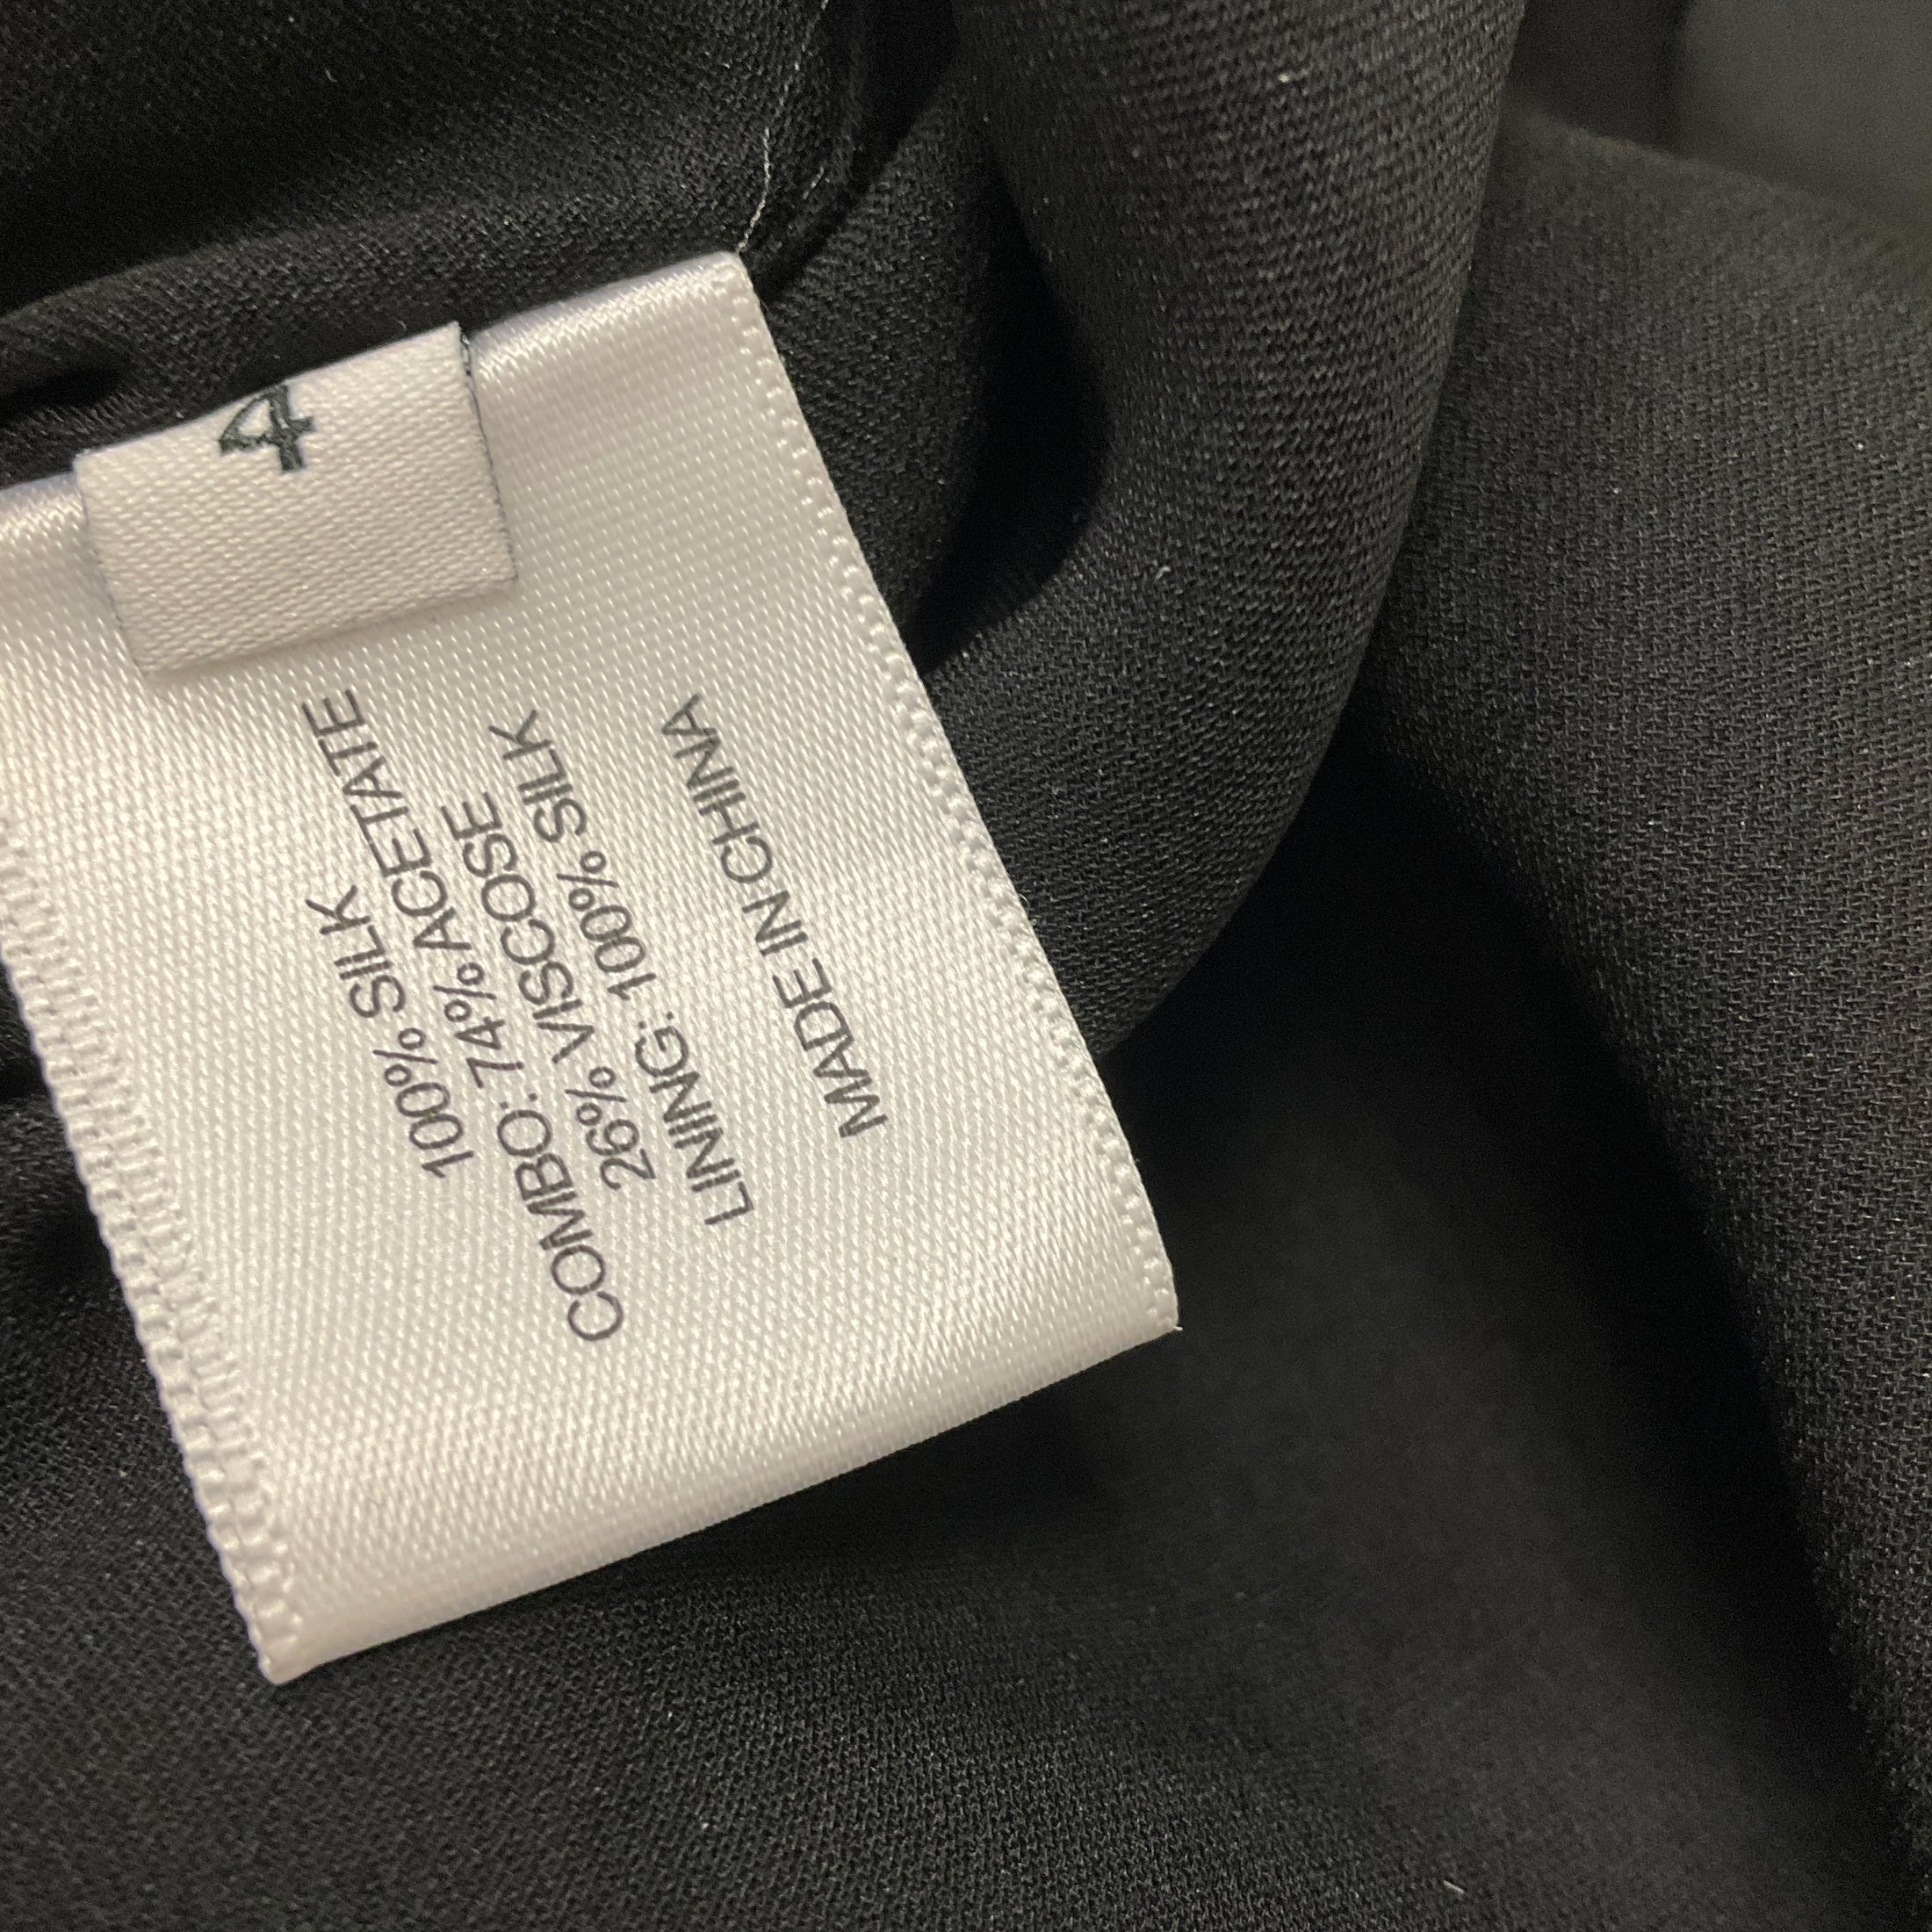 4
100% SILK
COMBO: 74% ACETATE
26% VISCOSE
LINING: 100% SILK
MADE IN CHINA